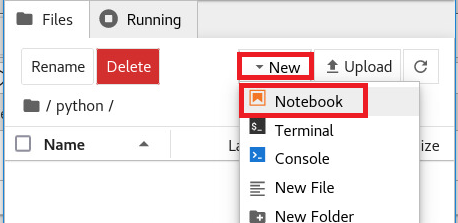 Files Running
Rename Delete New Upload
/ python /
Notebook
Name
Terminal
Console
New File
New Folder